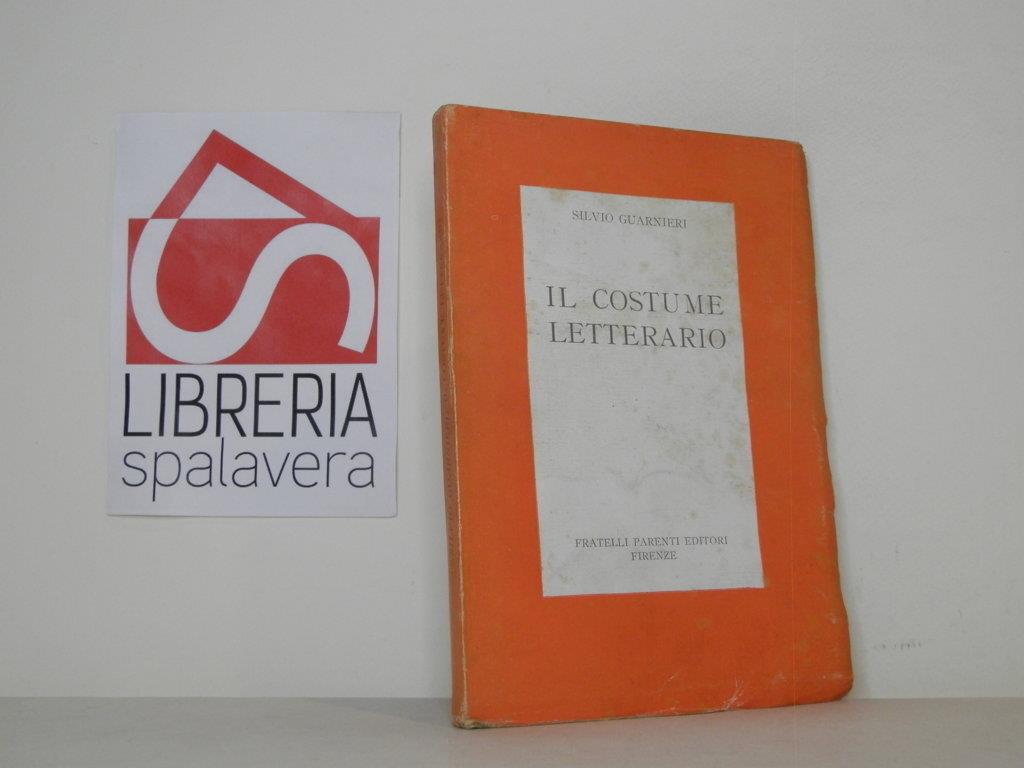 LIBRERIA
spalavera
SILVIO GUARNIERI
IL COSTUME
LETTERARIO
FRATELLI PARENTI EDITORI
FIRENZE